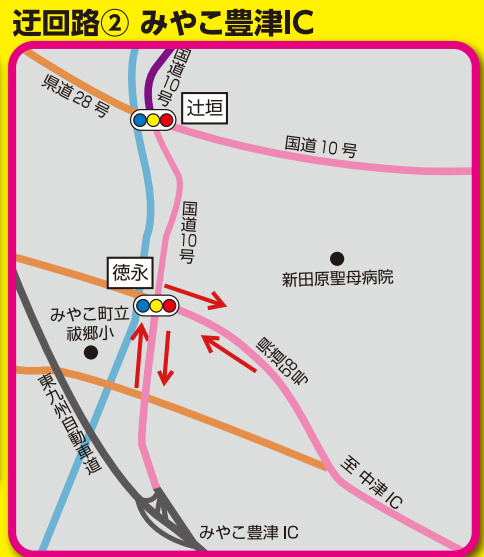 迂回路② みやこ豊津IC
国道10号
県道28号
辻垣
国道10号
国道10号
徳永
新田原聖母病院
みやこ町立
祓郷小
県道58号
東九州自動車道
至 中津IC
みやこ豊津IC